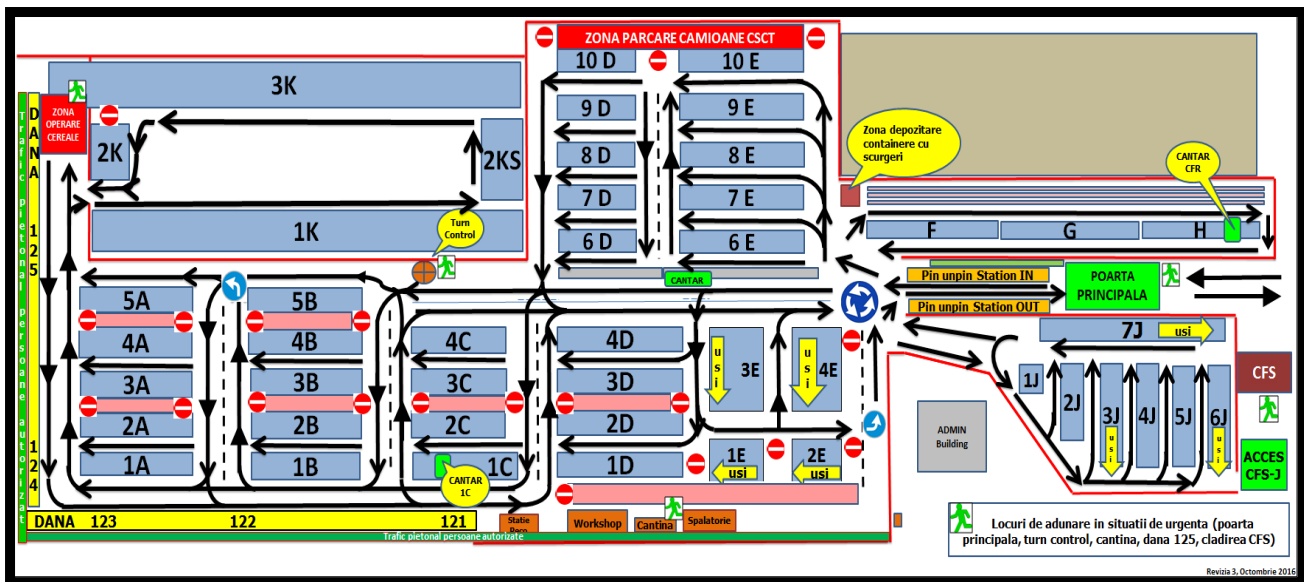 ZONA PARCARE CAMIOANE CSCT
10 D
10 E
3K
ZONA
OPERARE
CEREALE
DANA 125
124
Trafic pietonal persoane autorizat
9 D
9 E
2K
2KS
8 D
8 E
7 D
7 E
6 D
6 E
1K
Zona depozitare
containere cu
scurgeri
CANTAR
CFR
F
G
H
Turn
Control
CANTAR
Pin unpin Station IN
Pin unpin Station OUT
POARTA
PRINCIPALA
5A
5B
4A
4B
4C
4D
3A
3B
3C
3D
2A
2B
2C
2D
1A
1B
1C
1D
CANTAR
1C
usi
3E
usi
4E
1E
usi
2E
usi
7J
usi
1J
2J
3J
usi
4J
5J
6J
usi
CFS
ACCES
CFS-J
ADMIN
Building
DANA 123 122 121
Statie
Workshop
Cantina
Spalatorie
Trafic pietonal persoane autorizate
Locuri de adunare in situatii de urgenta (poarta
principala, turn control, cantina, dana 125, cladirea CFS)
Revizia 3, Octombrie 2016